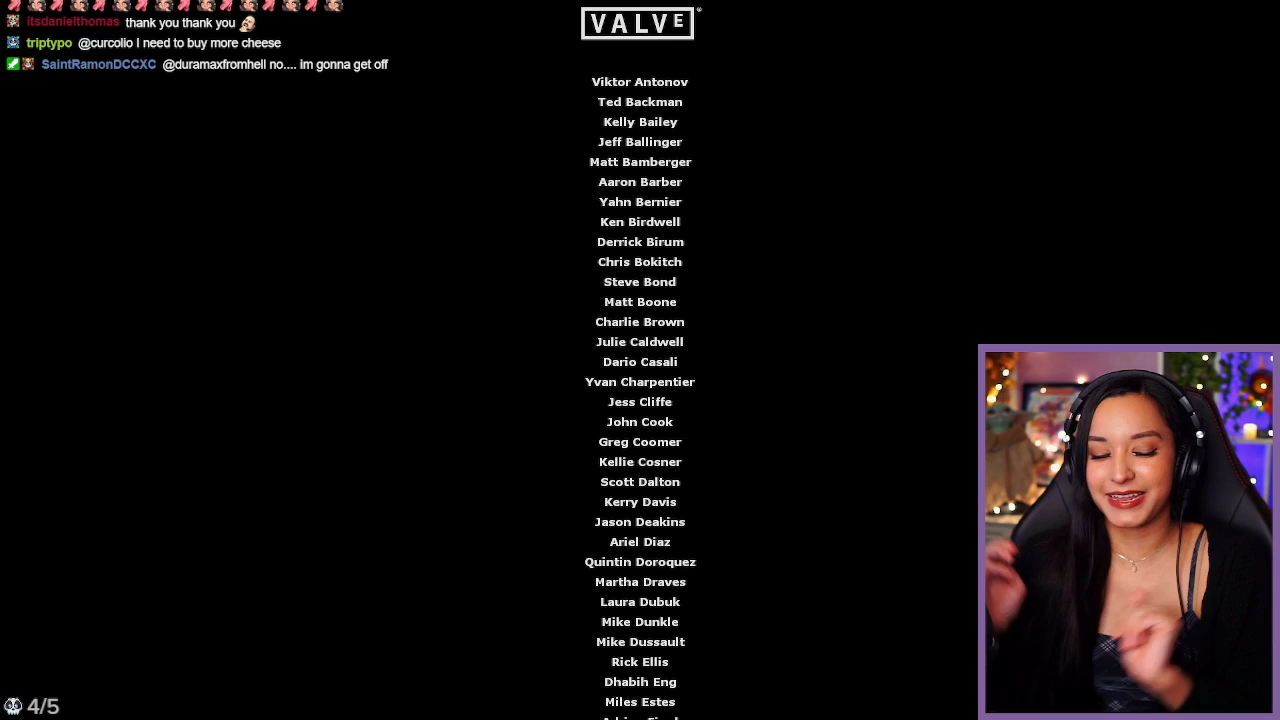 itsdanielthomas thank you thank you
triptypo @curcolio I need to buy more cheese
SaintRamonDCCXC @duramaxfromhell no.... im gonna get off
VALVE®
Viktor Antonov
Ted Backman
Kelly Bailey
Jeff Ballinger
Matt Bamberger
Aaron Barber
Yahn Bernier
Ken Birdwell
Derrick Birum
Chris Bokitch
Steve Bond
Matt Boone
Charlie Brown
Julie Caldwell
Dario Casali
Yvan Charpentier
Jess Cliffe
John Cook
Greg Coomer
Kellie Cosner
Scott Dalton
Kerry Davis
Jason Deakins
Ariel Diaz
Quintin Doroquez
Martha Draves
Laura Dubuk
Mike Dunkle
Mike Dussault
Rick Ellis
Dhabih Eng
Miles Estes
4/5